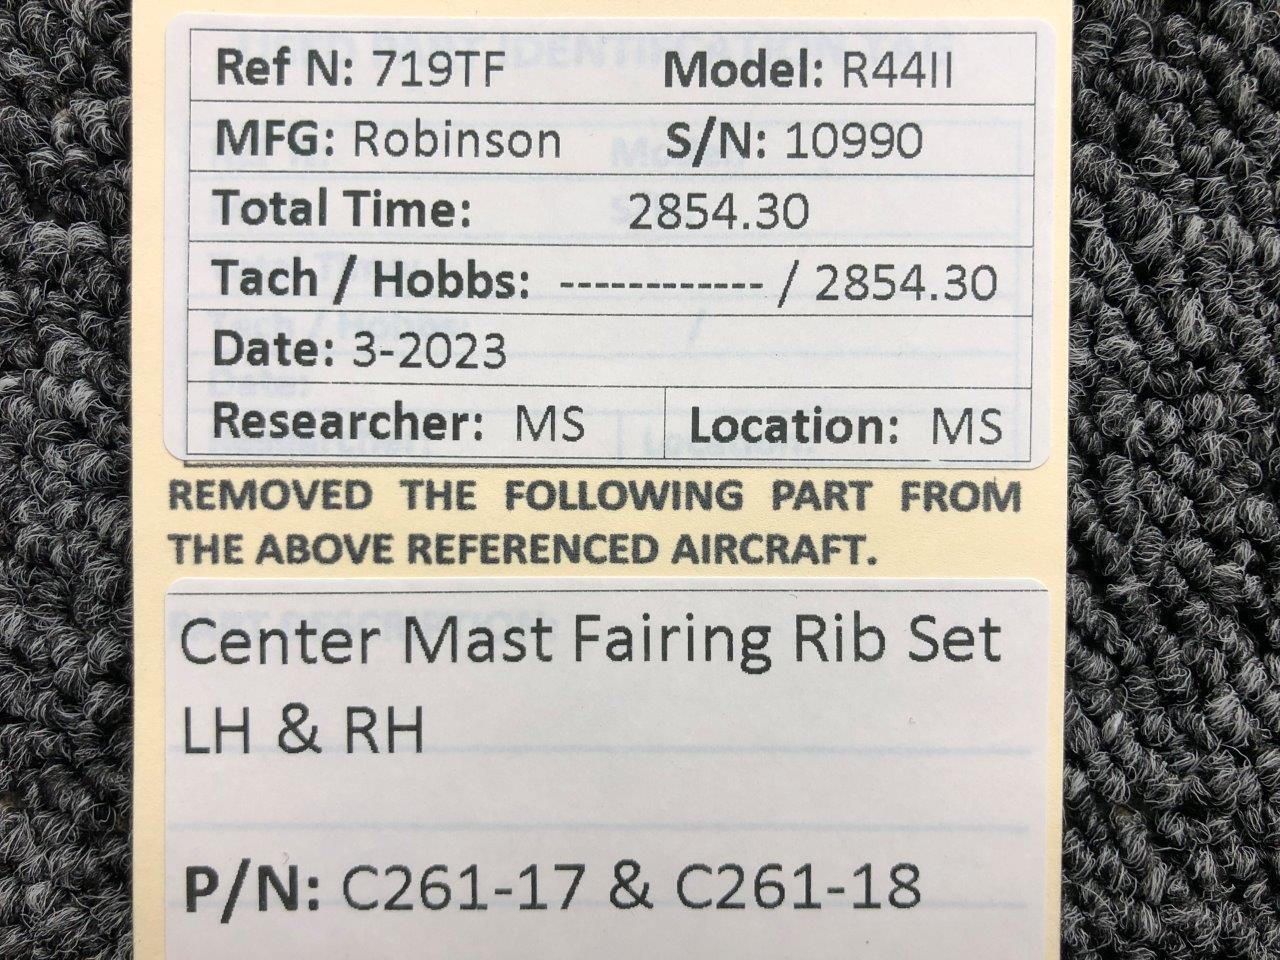 Ref N: 719TF Model: R44II
MFG: Robinson S/N: 10990
Total Time: 2854.30
Tach / Hobbs: ------------ / 2854.30
Date: 3-2023
Researcher: MS Location: MS
REMOVED THE FOLLOWING PART FROM
THE ABOVE REFERENCED AIRCRAFT.
Center Mast Fairing Rib Set
LH & RH
P/N: C261-17 & C261-18